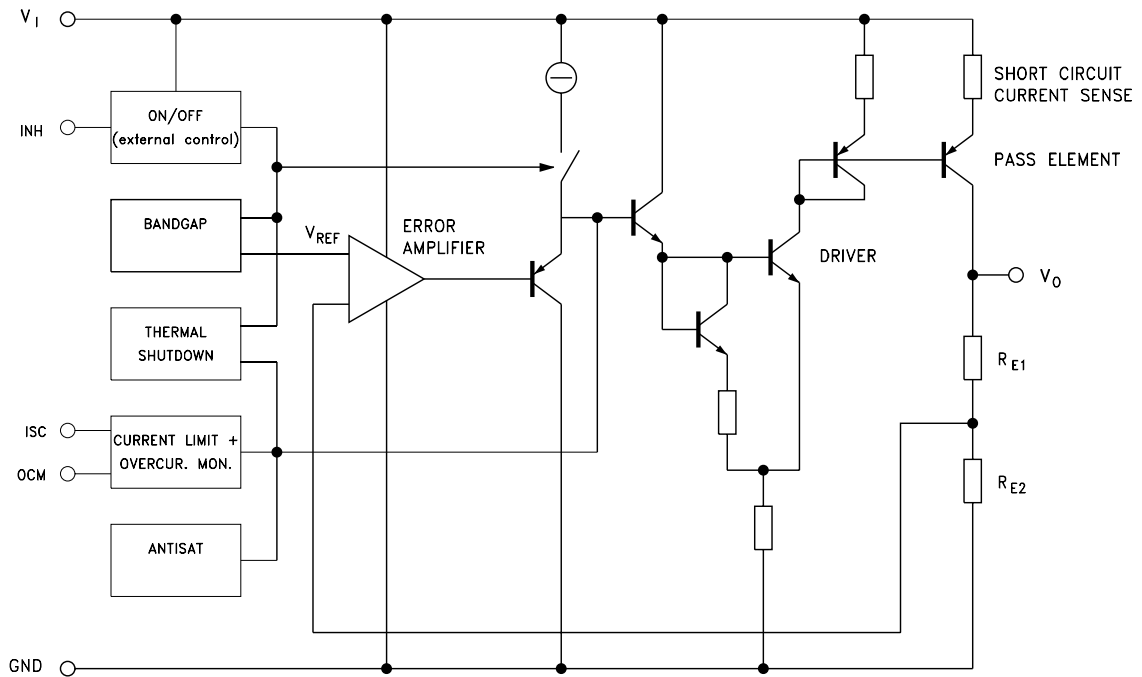 V_I
SHORT CIRCUIT
CURRENT SENSE
ON/OFF
(external control)
INH
PASS ELEMENT
BANDGAP
V_REF
ERROR
AMPLIFIER
DRIVER
V_O
THERMAL
SHUTDOWN
R_E1
ISC
CURRENT LIMIT +
OVERCUR. MON.
OCM
R_E2
ANTISAT
GND